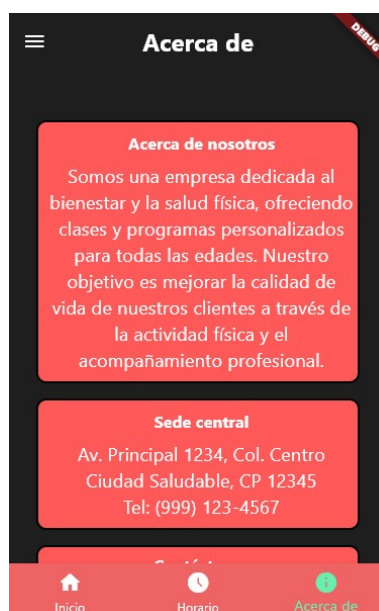 Acerca de
DEBUG
Acerca de nosotros
Somos una empresa dedicada al
bienestar y la salud física, ofreciendo
clases y programas personalizados
para todas las edades. Nuestro
objetivo es mejorar la calidad de
vida de nuestros clientes a través de
la actividad física y el
acompañamiento profesional.
Sede central
Av. Principal 1234, Col. Centro
Ciudad Saludable, CP 12345
Tel: (999) 123-4567
Inicio
Horario
Acerca de